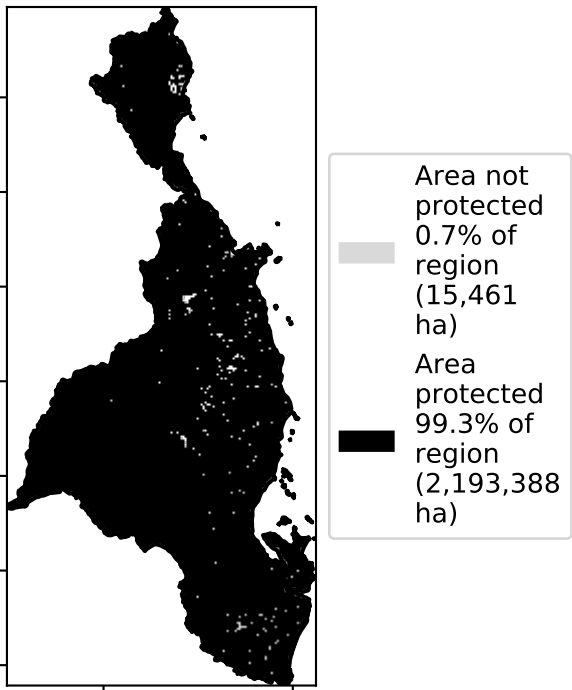 Area not
protected
0.7% of
region
(15,461
ha)
Area
protected
99.3% of
region
(2,193,388
ha)